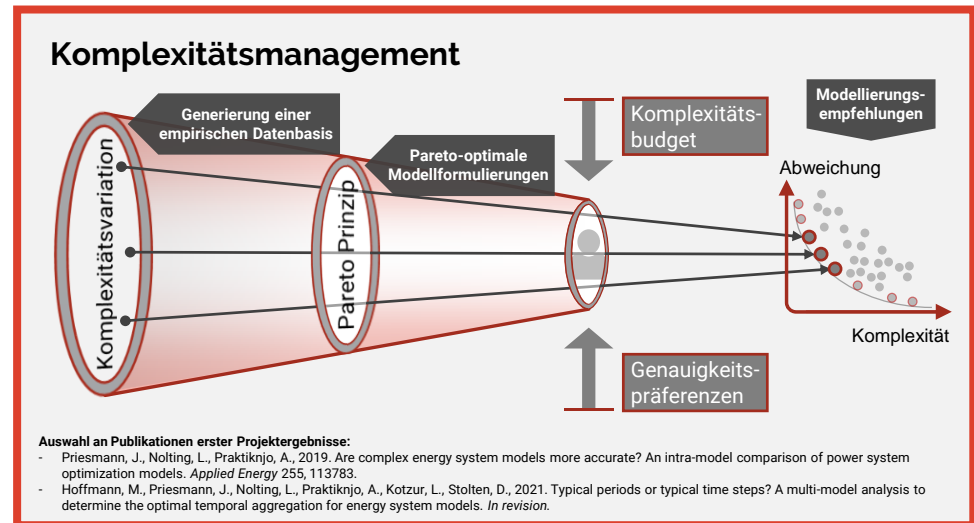 Komplexitätsmanagement
Generierung einer
empirischen Datenbasis
Pareto-optimale
Modellformulierungen
Komplexitäts-
budget
Modellierungs-
empfehlungen
Komplexitätsvariation
Pareto Prinzip
Abweichung
Komplexität
Genauigkeits-
präferenzen
Auswahl an Publikationen erster Projektergebnisse:
- Priesmann, J., Nolting, L., Praktiknjo, A., 2019. Are complex energy system models more accurate? An intra-model comparison of power system
optimization models. Applied Energy 255, 113783.
- Hoffmann, M., Priesmann, J., Nolting, L., Praktiknjo, A., Kotzur, L., Stolten, D., 2021. Typical periods or typical time steps? A multi-model analysis to
determine the optimal temporal aggregation for energy system models. In revision.